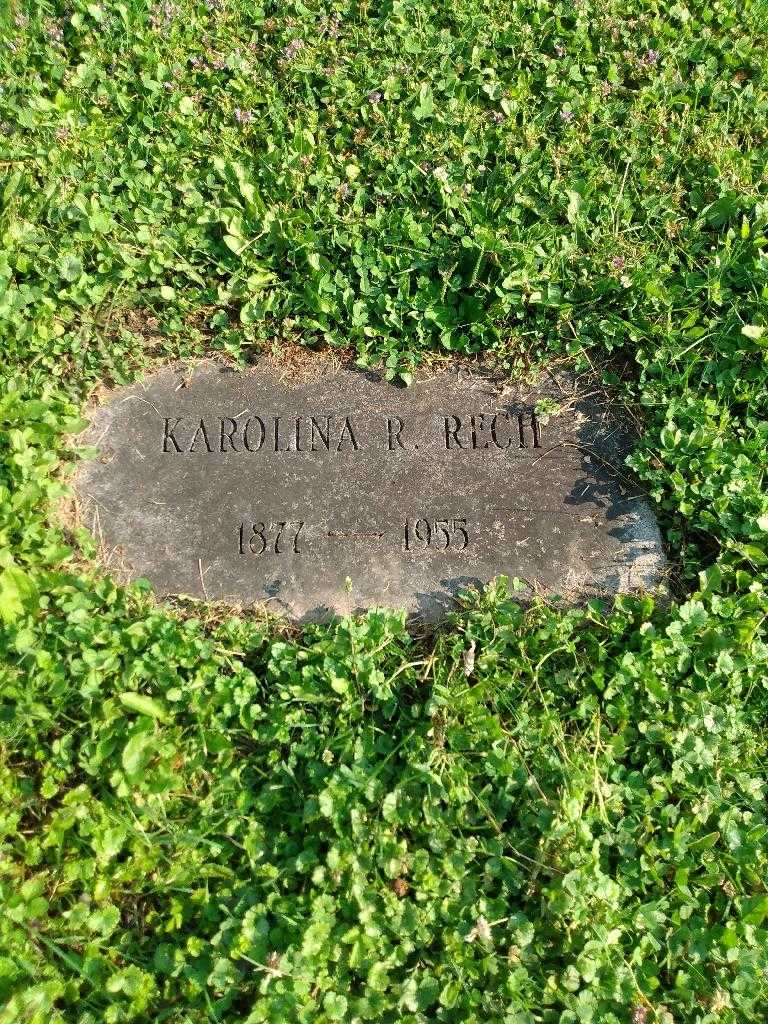 KAROLINA R. RECH
1877 — 1955